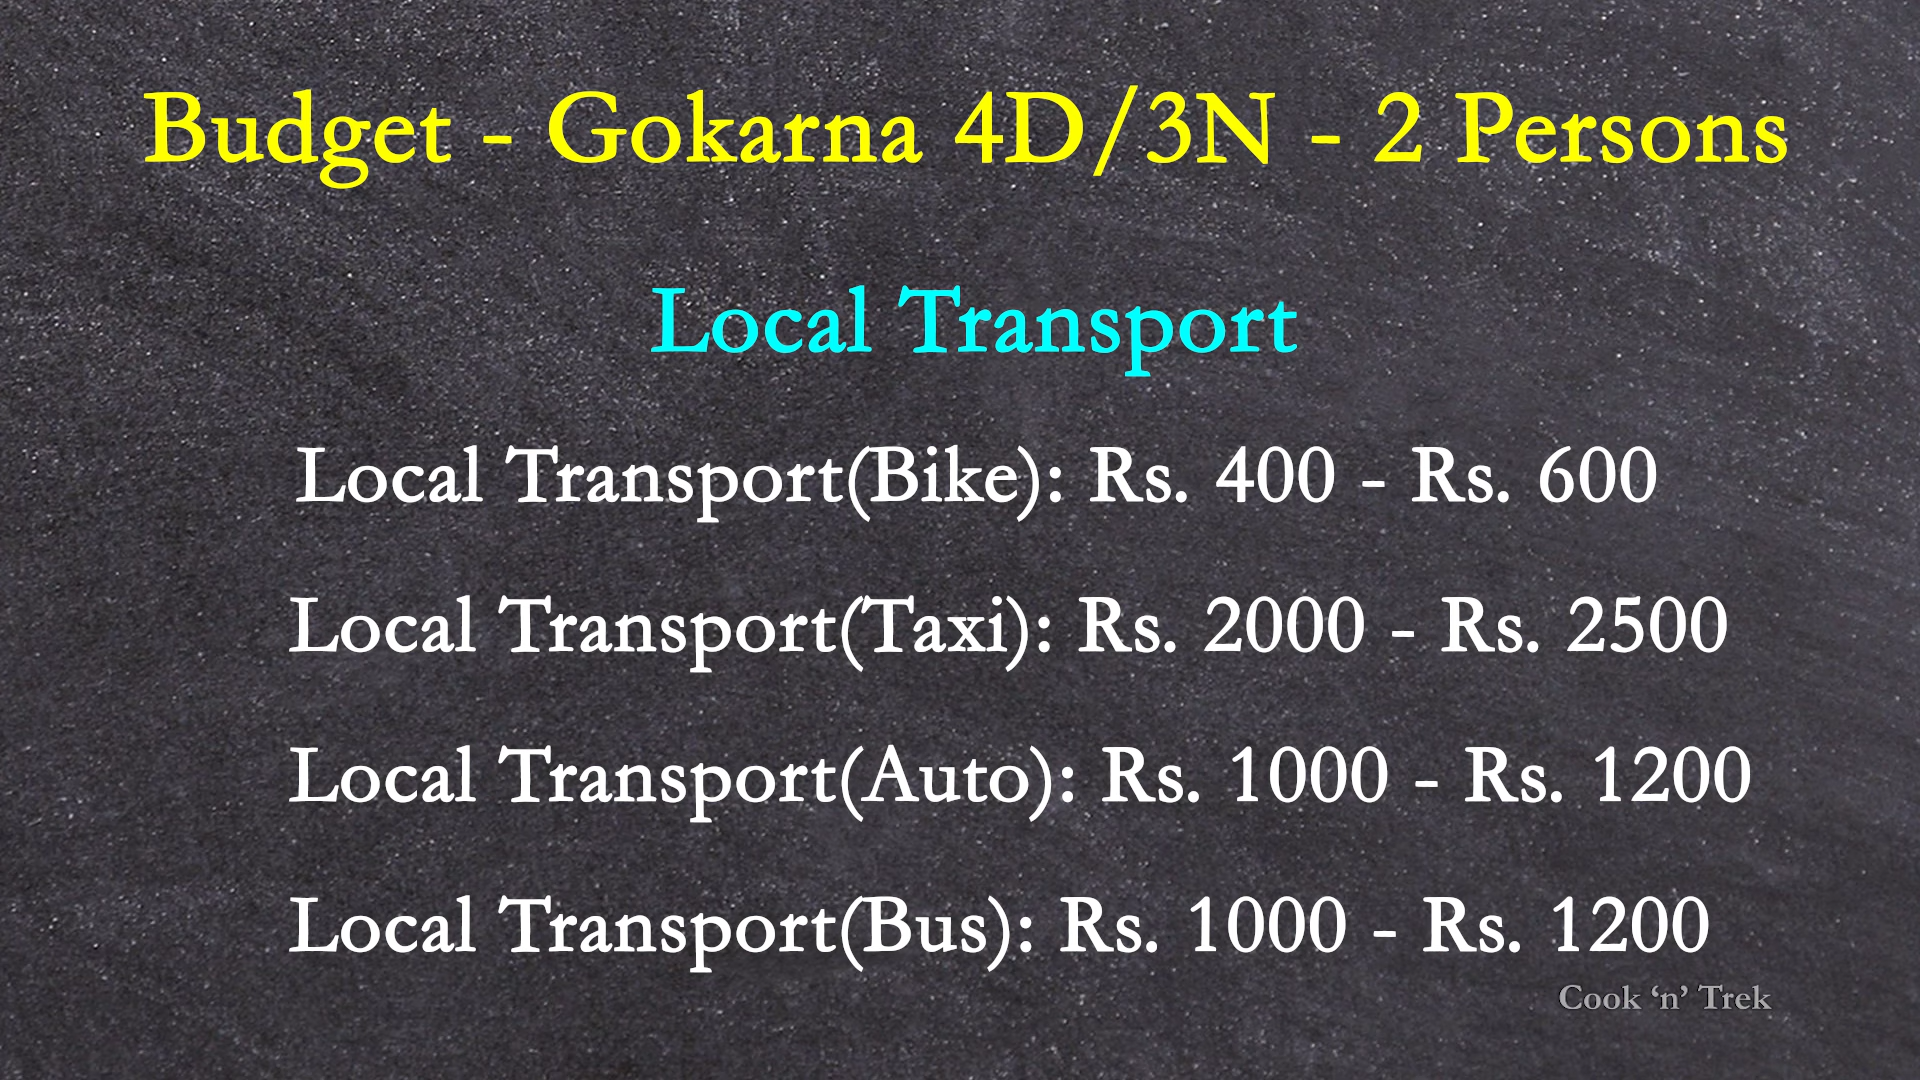 Budget - Gokarna 4D/3N - 2 Persons
Local Transport
Local Transport(Bike): Rs. 400 - Rs. 600
Local Transport(Taxi): Rs. 2000 - Rs. 2500
Local Transport(Auto): Rs. 1000 - Rs. 1200
Local Transport(Bus): Rs. 1000 - Rs. 1200
Cook ‘n’ Trek